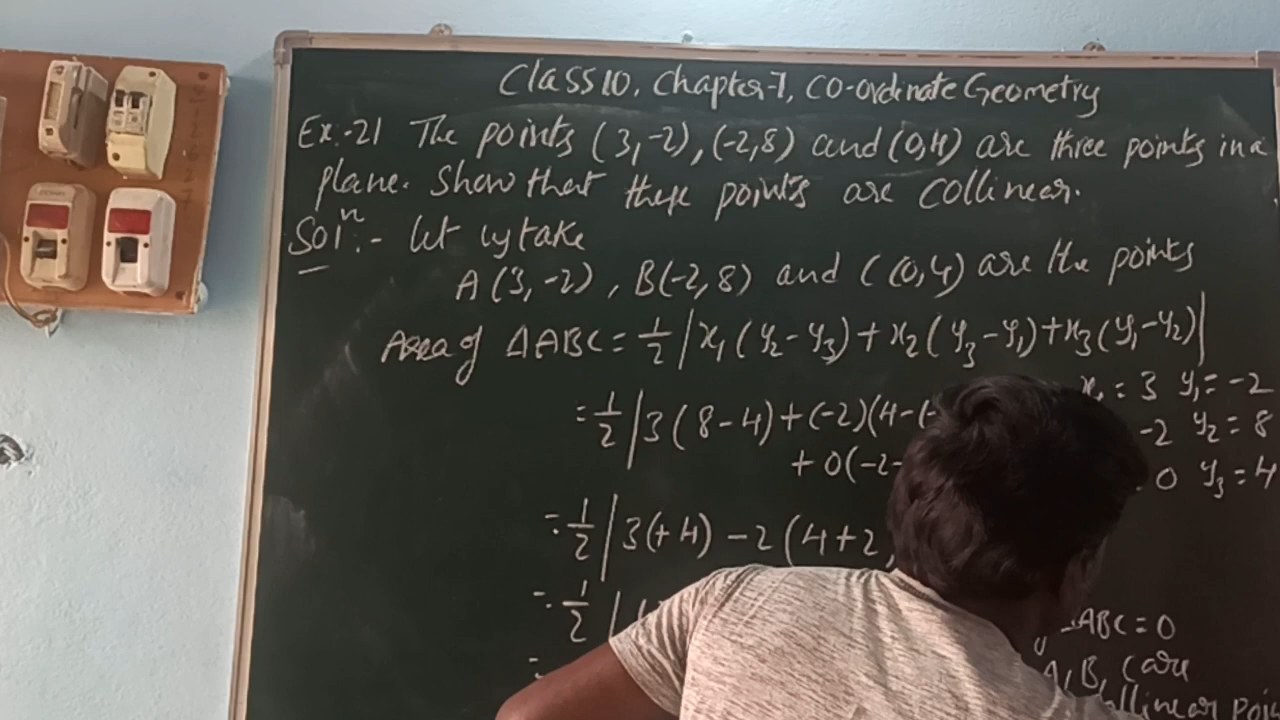 Class 10, Chapter-7, Co-ordinate Geometry
Ex.-21 The points (3,-2), (-2,8) and (0,4) are three points in a
plane. Show that these points are collinear.
Solⁿ:- Let us take
A(3,-2), B(-2,8) and C(0,4) are the points
Area of ΔABC = 1/2 |x₁(y₂-y₃)+x₂(y₃-y₁)+x₃(y₁-y₂)|
x₁ = 3 y₁ = -2
= 1/2 |3(8-4)+(-2)(4-(-
-2 y₂ = 8
+ 0(-2-
0 y₃ = 4
= 1/2 |3(+4) -2(4+2
= 1/2 |
ABC = 0
=
A, B, C are
collinear poi